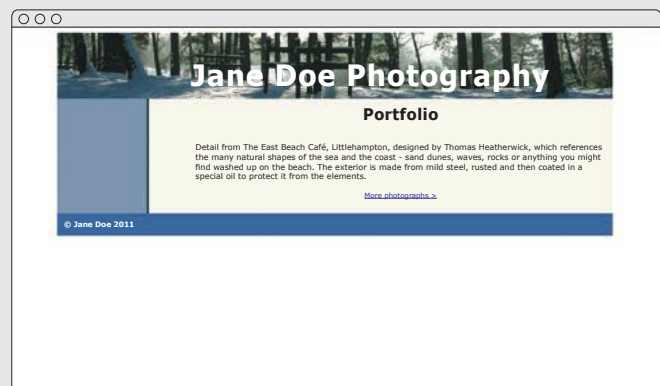 Jane Doe Photography
Portfolio
Detail from The East Beach Café, Littlehampton, designed by Thomas Heatherwick, which references
the many natural shapes of the sea and the coast - sand dunes, waves, rocks or anything you might
find washed up on the beach. The exterior is made from mild steel, rusted and then coated in a
special oil to protect it from the elements.
More photographs >
© Jane Doe 2011